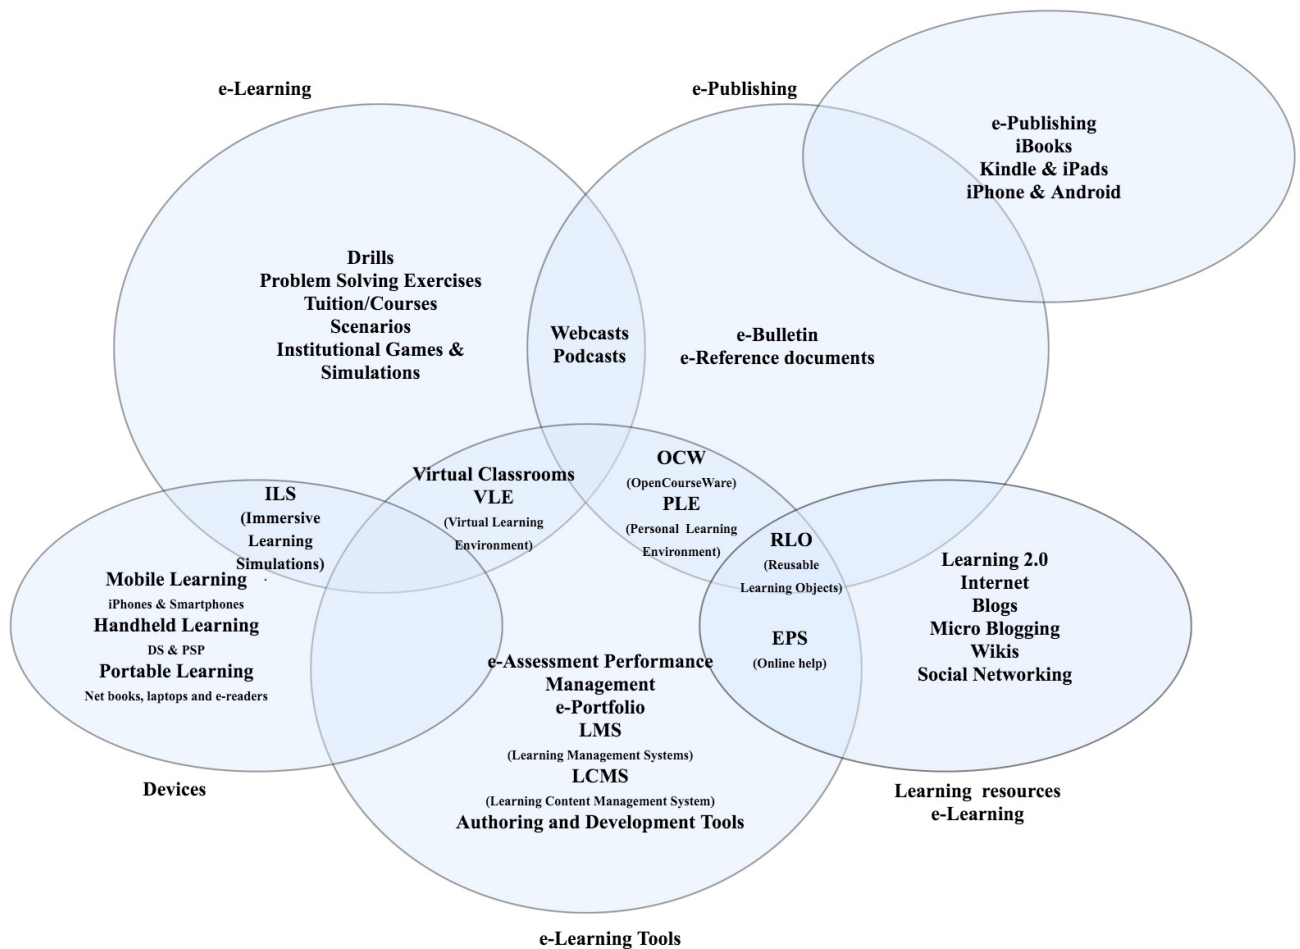 e-Learning
e-Publishing
e-Publishing
iBooks
Kindle & iPads
iPhone & Android
Drills
Problem Solving Exercises
Tuition/Courses
Scenarios
Institutional Games &
Simulations
Webcasts
Podcasts
e-Bulletin
e-Reference documents
Virtual Classrooms
VLE
(Virtual Learning
Environment)
OCW
(OpenCourseWare)
PLE
(Personal Learning
Environment)
ILS
(Immersive
Learning
Simulations)
RLO
(Reusable
Learning Objects)
EPS
(Online help)
Mobile Learning
iPhones & Smartphones
Handheld Learning
DS & PSP
Portable Learning
Net books, laptops and e-readers
Learning 2.0
Internet
Blogs
Micro Blogging
Wikis
Social Networking
e-Assessment Performance
Management
e-Portfolio
LMS
(Learning Management Systems)
LCMS
(Learning Content Management System)
Authoring and Development Tools
Devices
Learning resources
e-Learning
e-Learning Tools